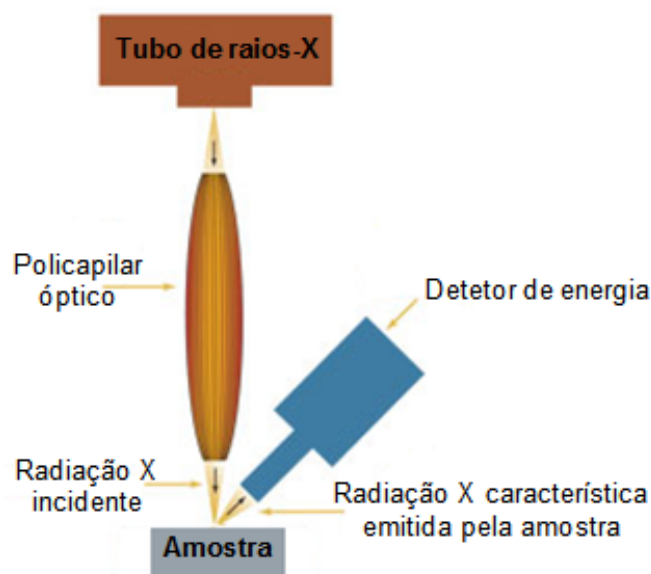 Tubo de raios-X
Policapilar
óptico
Detetor de energia
Radiação X
incidente
Radiação X característica
emitida pela amostra
Amostra